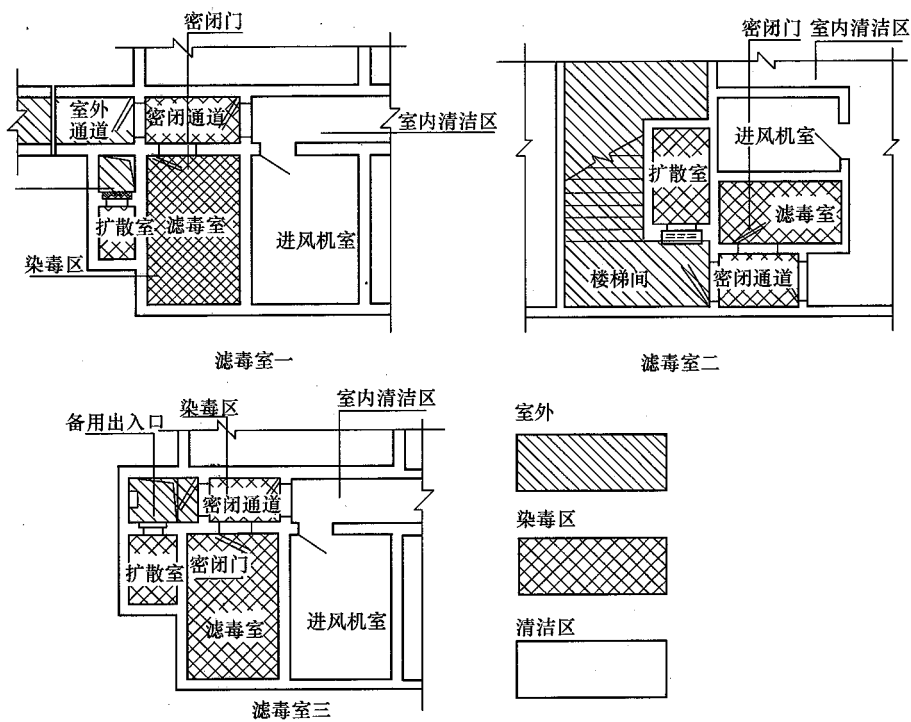 密闭门
室外
通道
密闭通道
室内清洁区
扩散室
滤毒室
进风机室
染毒区
滤毒室一
密闭门
室内清洁区
进风机室
扩散室
滤毒室
楼梯间
密闭通道
滤毒室二
备用出入口
染毒区
室内清洁区
密闭通道
扩散室
密闭门
滤毒室
进风机室
滤毒室三
室外
染毒区
清洁区